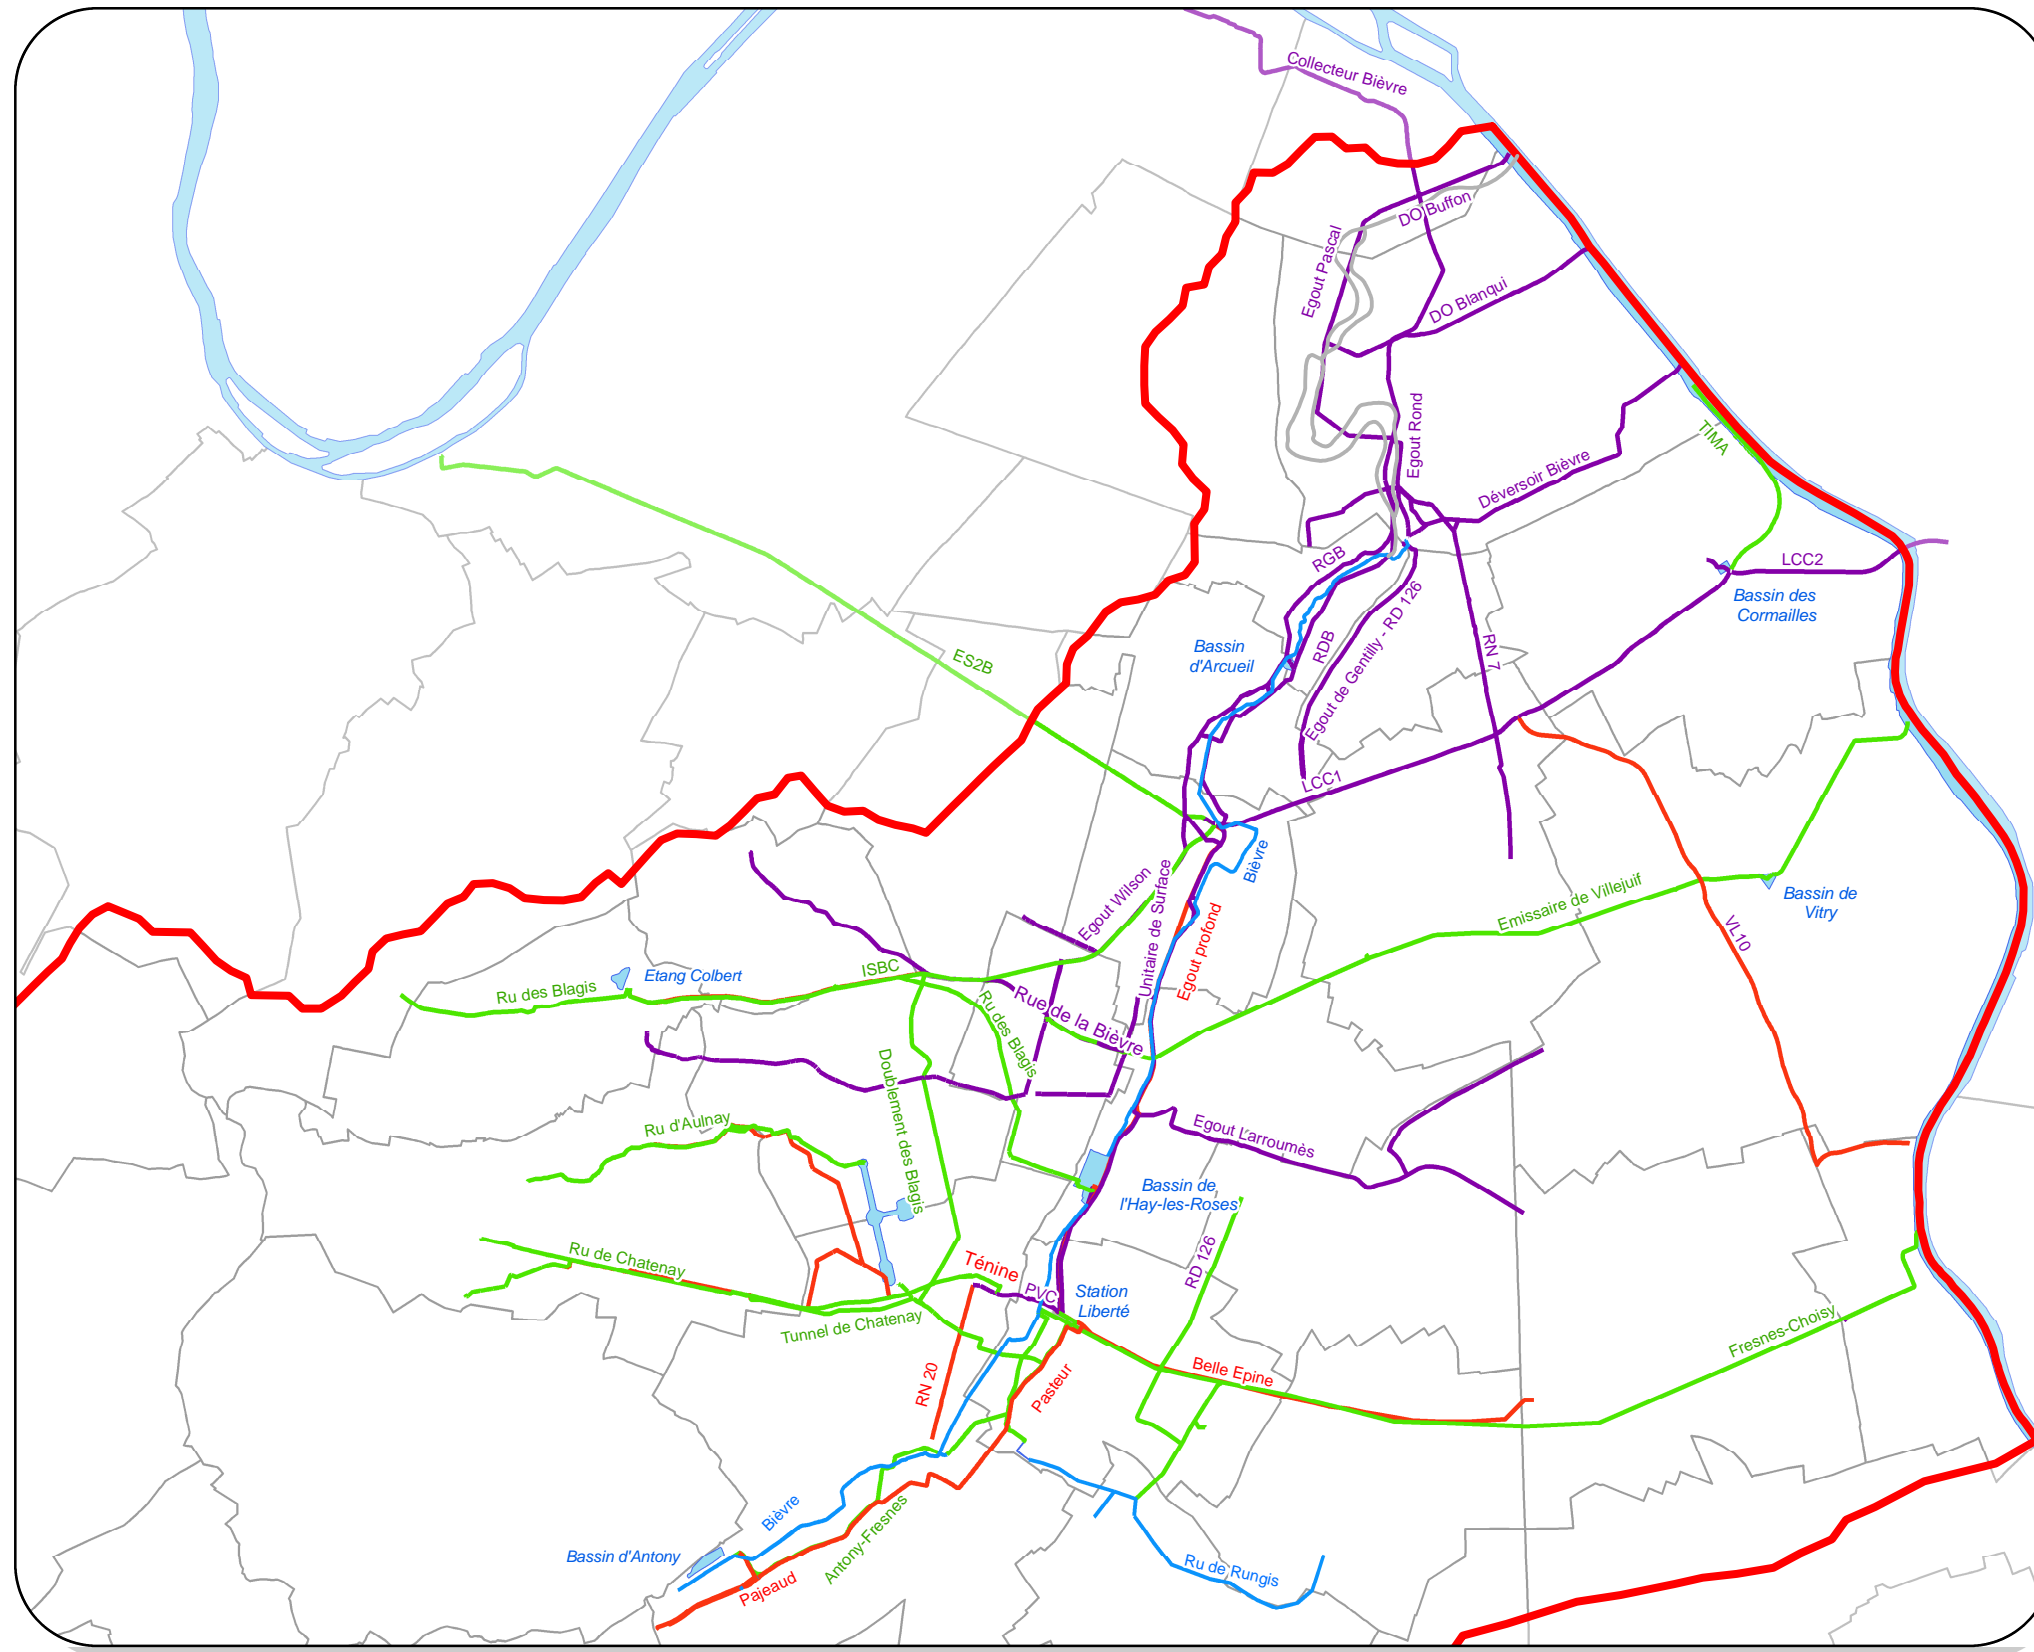 Collecteur Bièvre
DO Buffon
Egout Pascal
DO Blanqui
Egout Rond
TIMA
Déversoir Bièvre
RGB
LCC2
Bassin des
Cormailles
Egout de Gentilly - RD 126
RDB
RN 7
Bassin
d'Arcueil
ES2B
LCC1
Bièvre
Egout Wilson
Unitaire de Surface
Egout profond
Emissaire de Villejuif
Bassin de
Vitry
VL10
ISBC
Etang Colbert
Ru des Blagis
Ru des Blagis
Rue de la Bièvre
Doublement des Blagis
Ru d'Aulnay
Egout Larroumès
Bassin de
l'Hay-les-Roses
RD 126
Ru de Chatenay
Ténine
PVC
Station
Liberté
Tunnel de Chatenay
Fresnes-Choisy
Belle Epine
RN 20
Pasteur
Bièvre
Antony-Fresnes
Bassin d'Antony
Pajeaud
Ru de Rungis